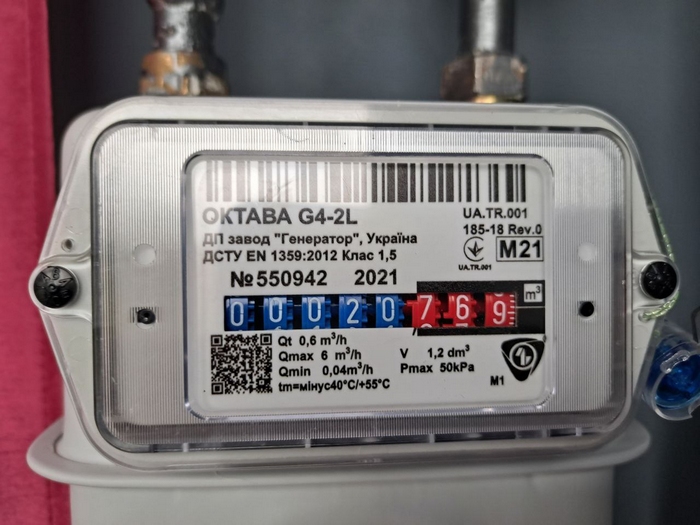 ОКТАВА G4-2L
UA.TR.001
185-18 Rev.0
ДП завод "Генератор", Україна
ДСТУ EN 1359:2012 Клас 1,5
M21
UA.TR.001
№550942 2021
00020769
m³
Qt 0,6 m³/h
Qmax 6 m³/h
V 1,2 dm³
Qmin 0,04m³/h
Pmax 50kPa
tm=мінус40°C/+55°C
M1